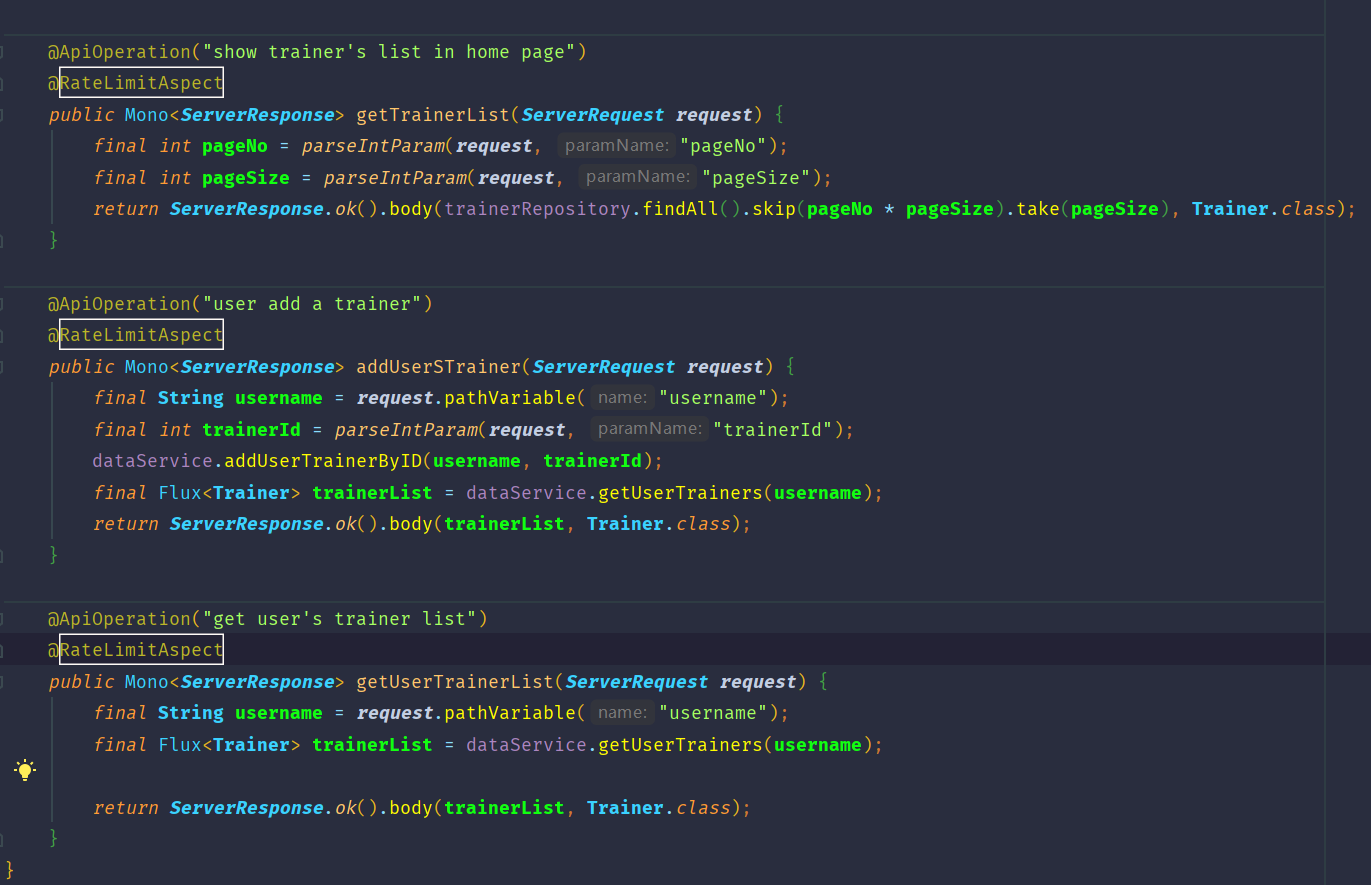 @ApiOperation("show trainer's list in home page")
@RateLimitAspect
public Mono<ServerResponse> getTrainerList(ServerRequest request) {
final int pageNo = parseIntParam(request, paramName: "pageNo");
final int pageSize = parseIntParam(request, paramName: "pageSize");
return ServerResponse.ok().body(trainerRepository.findAll().skip(pageNo * pageSize).take(pageSize), Trainer.class);
}
@ApiOperation("user add a trainer")
@RateLimitAspect
public Mono<ServerResponse> addUserSTrainer(ServerRequest request) {
final String username = request.pathVariable( name: "username");
final int trainerId = parseIntParam(request, paramName: "trainerId");
dataService.addUserTrainerByID(username, trainerId);
final Flux<Trainer> trainerList = dataService.getUserTrainers(username);
return ServerResponse.ok().body(trainerList, Trainer.class);
}
@ApiOperation("get user's trainer list")
@RateLimitAspect
public Mono<ServerResponse> getUserTrainerList(ServerRequest request) {
final String username = request.pathVariable( name: "username");
final Flux<Trainer> trainerList = dataService.getUserTrainers(username);
return ServerResponse.ok().body(trainerList, Trainer.class);
}
}